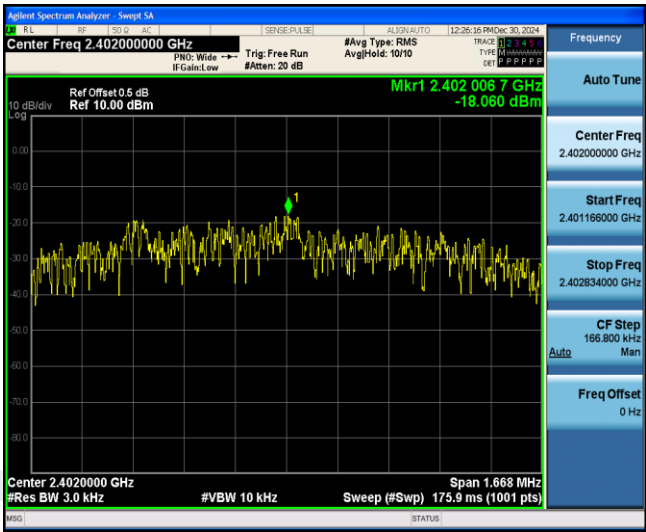 Agilent Spectrum Analyzer - Swept SA
RL RF 50 Ω AC SENSE:PULSE ALIGNAUTO 12:26:16 PMDec 30, 2024
Center Freq 2.402000000 GHz
PNO: Wide
IFGain:Low
Trig: Free Run
#Atten: 20 dB
#Avg Type: RMS
Avg|Hold: 10/10
TRACE 1 2 3 4 5 6
TYPE
DET P P P P P P
Frequency
Auto Tune
Center Freq
2.402000000 GHz
Start Freq
2.401166000 GHz
Stop Freq
2.402834000 GHz
CF Step
166.800 kHz
Auto Man
Freq Offset
0 Hz
Mkr1 2.402 006 7 GHz
-18.060 dBm
Ref Offset 0.5 dB
10 dB/div Ref 10.00 dBm
Log
0.00
-10.0
1
-20.0
-30.0
-40.0
-50.0
-60.0
-70.0
-80.0
Center 2.4020000 GHz Span 1.668 MHz
#Res BW 3.0 kHz #VBW 10 kHz Sweep (#Swp) 175.9 ms (1001 pts)
MSG STATUS